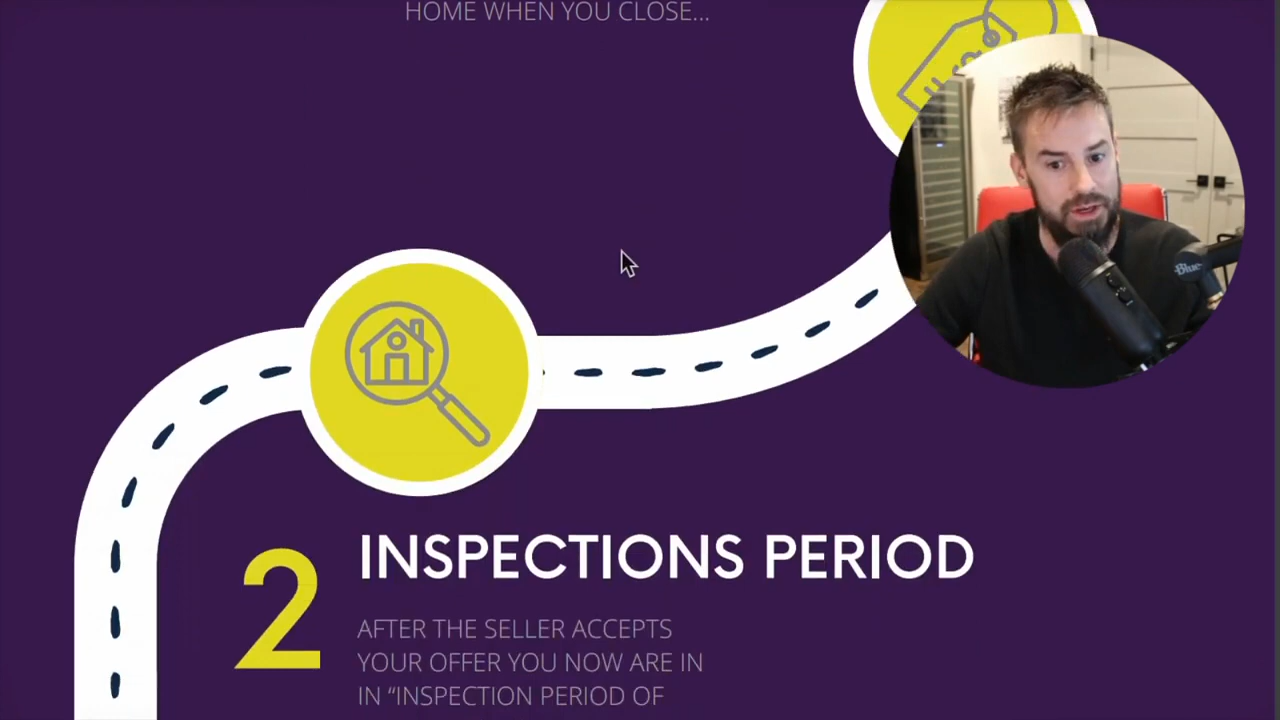 HOME WHEN YOU CLOSE...
Blue
2
INSPECTIONS PERIOD
AFTER THE SELLER ACCEPTS
YOUR OFFER YOU NOW ARE IN
IN “INSPECTION PERIOD OF